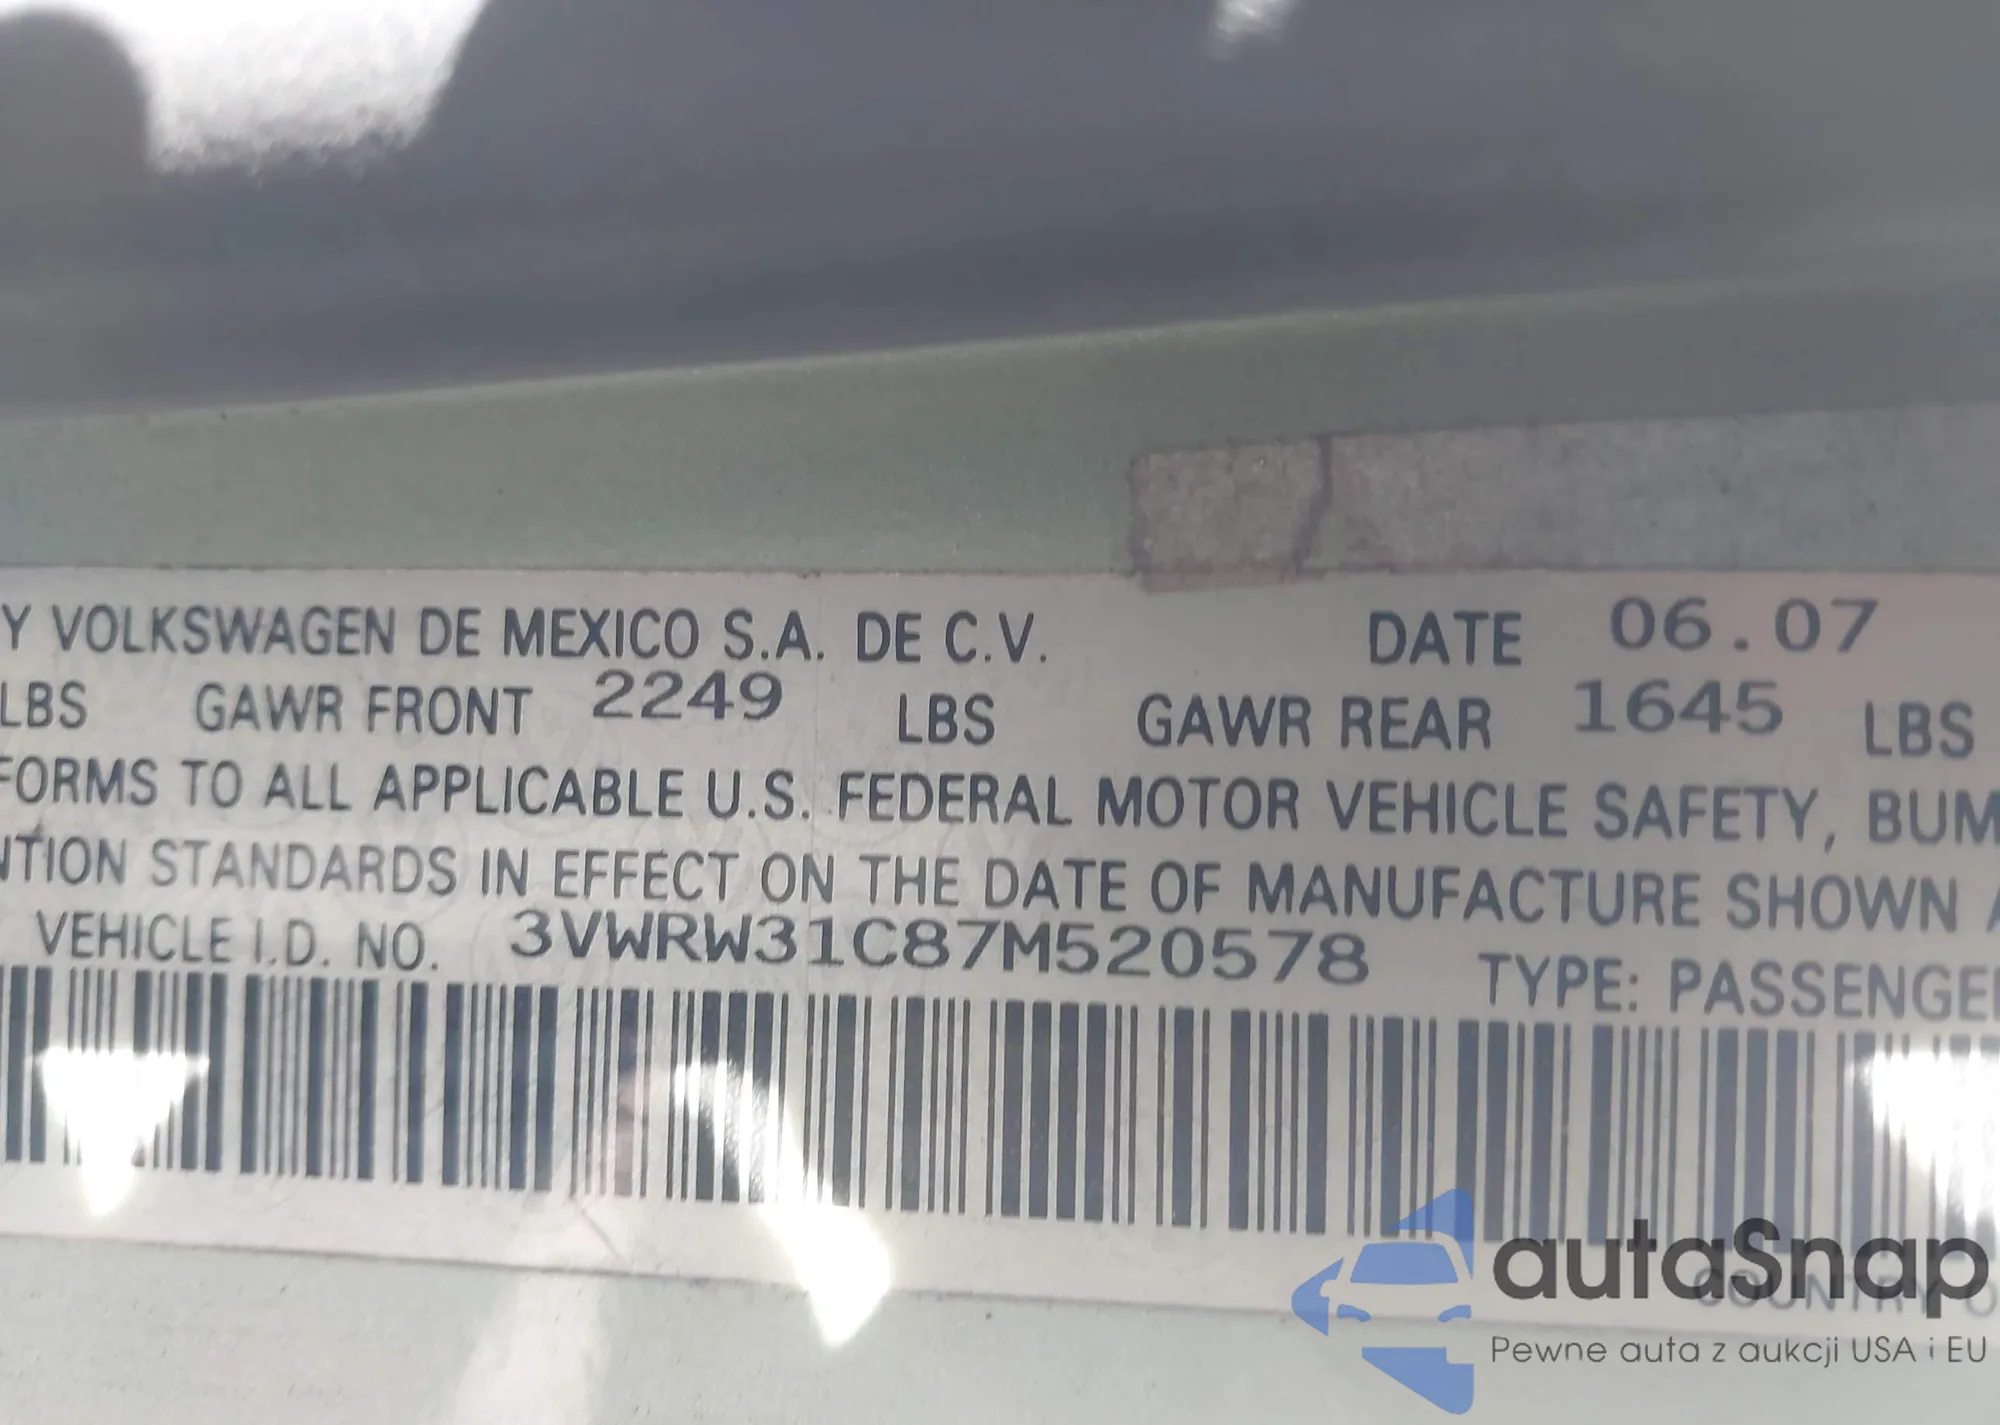 Y VOLKSWAGEN DE MEXICO S.A. DE C.V. DATE 06.07
LBS GAWR FRONT 2249 LBS GAWR REAR 1645 LBS
FORMS TO ALL APPLICABLE U.S. FEDERAL MOTOR VEHICLE SAFETY, BUM
NTION STANDARDS IN EFFECT ON THE DATE OF MANUFACTURE SHOWN A
VEHICLE I.D. NO. 3VWRW31C87M520578 TYPE: PASSENGE
COUNTRY O
autaSnap
Pewne auta z aukcji USA i EU